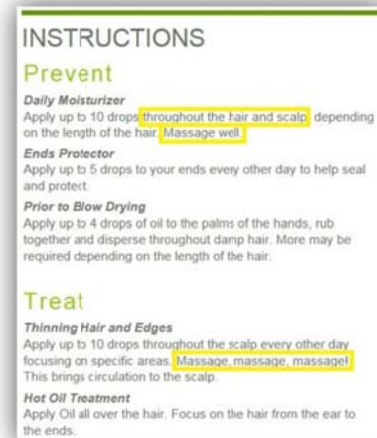 INSTRUCTIONS
Prevent
Daily Moisturizer
Apply up to 10 drops throughout the hair and scalp, depending
on the length of the hair. Massage well.
Ends Protector
Apply up to 5 drops to your ends every other day to help seal
and protect.
Prior to Blow Drying
Apply up to 4 drops of oil to the palms of the hands, rub
together and disperse throughout damp hair. More may be
required depending on the length of the hair.
Treat
Thinning Hair and Edges
Apply up to 10 drops throughout the scalp every other day
focusing on specific areas. Massage, massage, massage!
This brings circulation to the scalp.
Hot Oil Treatment
Apply Oil all over the hair. Focus on the hair from the ear to
the ends.